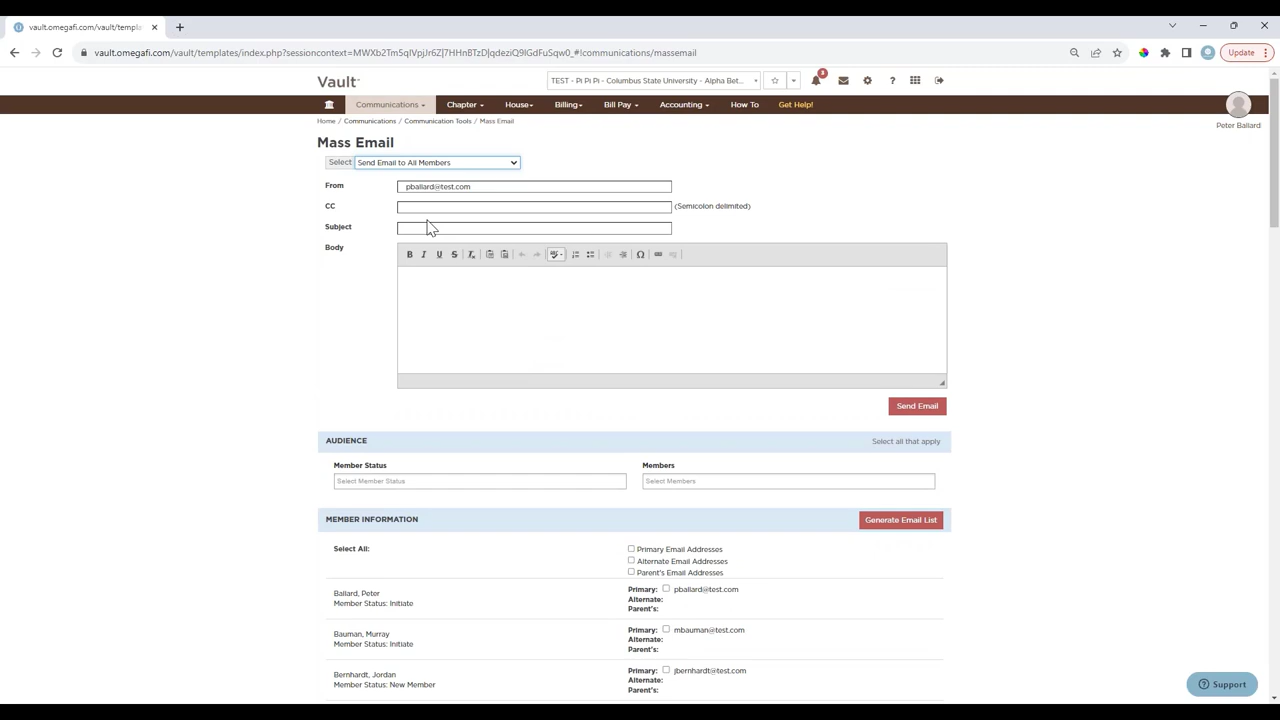 vault.omegafi.com/vault/templa
vault.omegafi.com/vault/templates/index.php?sessioncontext=
Update
Vault
TEST - Pi Pi Pi - Columbus State University - Alpha Bet...
Communications Chapter House Billing Bill Pay Accounting How To Get Help!
Peter Ballard
Home / Communications / Communication Tools / Mass Email
Mass Email
Select Send Email to All Members
From pballard@test.com
CC (Semicolon delimited)
Subject
Body
B I U S
Send Email
AUDIENCE Select all that apply
Member Status Members
Select Member Status Select Members
MEMBER INFORMATION Generate Email List
Select All: Primary Email Addresses
Alternate Email Addresses
Parent's Email Addresses
Ballard, Peter Primary: pballard@test.com
Member Status: Initiate Alternate:
Parent's:
Bauman, Murray Primary: mbauman@test.com
Member Status: Initiate Alternate:
Parent's:
Bernhardt, Jordan Primary: jbernhardt@test.com
Member Status: New Member Alternate:
Parent's:
Support